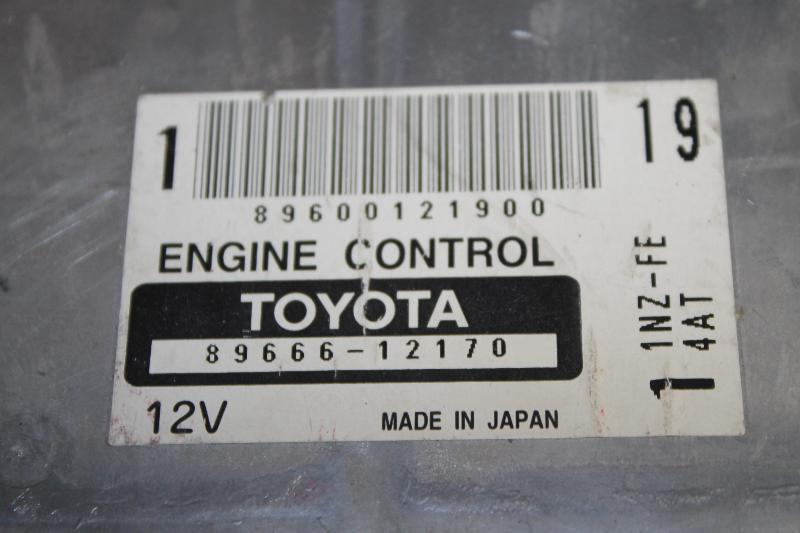 1
19
89600121900
ENGINE CONTROL
TOYOTA
89666-12170
12V
MADE IN JAPAN
1NZ-FE
4AT
1